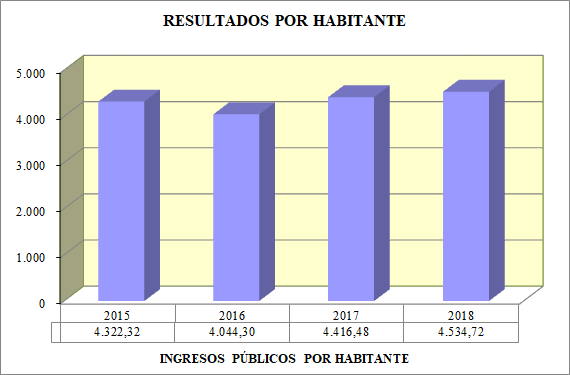 RESULTADOS POR HABITANTE
5.000
4.000
3.000
2.000
1.000
0
2015 2016 2017 2018
4.322,32 4.044,30 4.416,48 4.534,72
INGRESOS PÚBLICOS POR HABITANTE